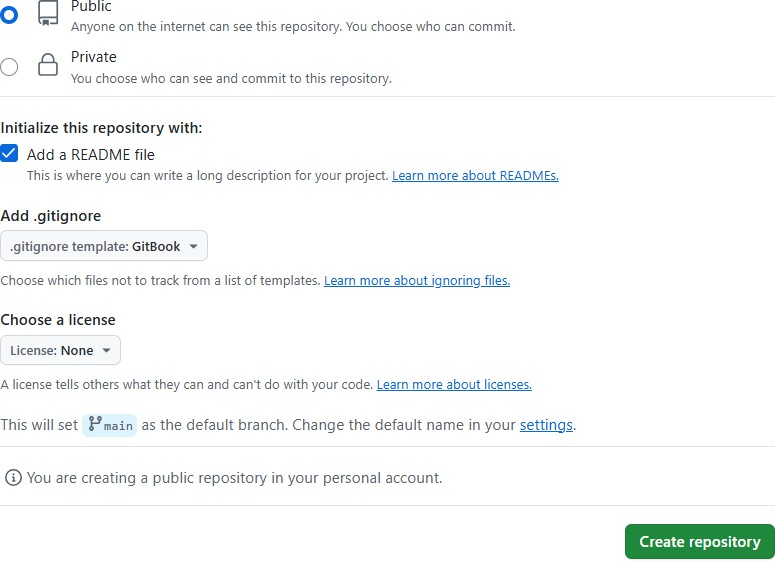 Public
Anyone on the internet can see this repository. You choose who can commit.
Private
You choose who can see and commit to this repository.
Initialize this repository with:
Add a README file
This is where you can write a long description for your project. Learn more about READMEs.
Add .gitignore
.gitignore template: GitBook
Choose which files not to track from a list of templates. Learn more about ignoring files.
Choose a license
License: None
A license tells others what they can and can't do with your code. Learn more about licenses.
This will set main as the default branch. Change the default name in your settings.
You are creating a public repository in your personal account.
Create repository